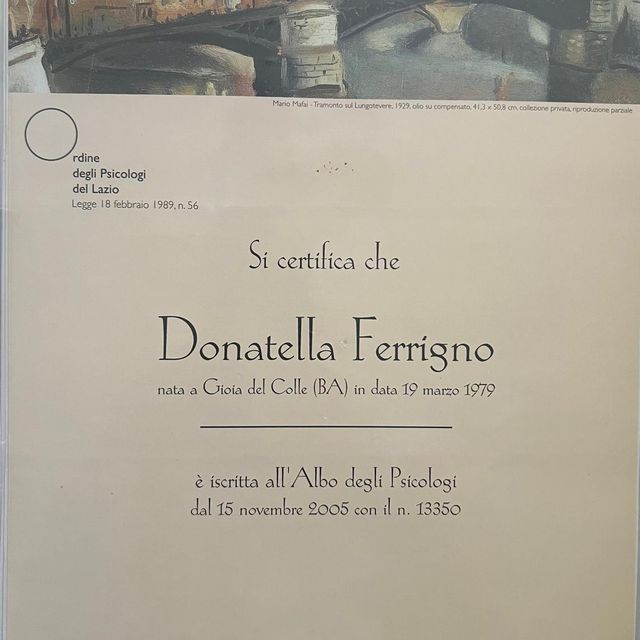 Mario Mafai - Tramonto sul Lungotevere, 1929, olio su compensato, 41,3 x 50,8 cm, collezione privata, riproduzione parziale
Ordine
degli Psicologi
del Lazio
Legge 18 febbraio 1989, n. 56
Si certifica che
Donatella Ferrigno
nata a Gioia del Colle (BA) in data 19 marzo 1979
è iscritta all'Albo degli Psicologi
dal 15 novembre 2005 con il n. 13350